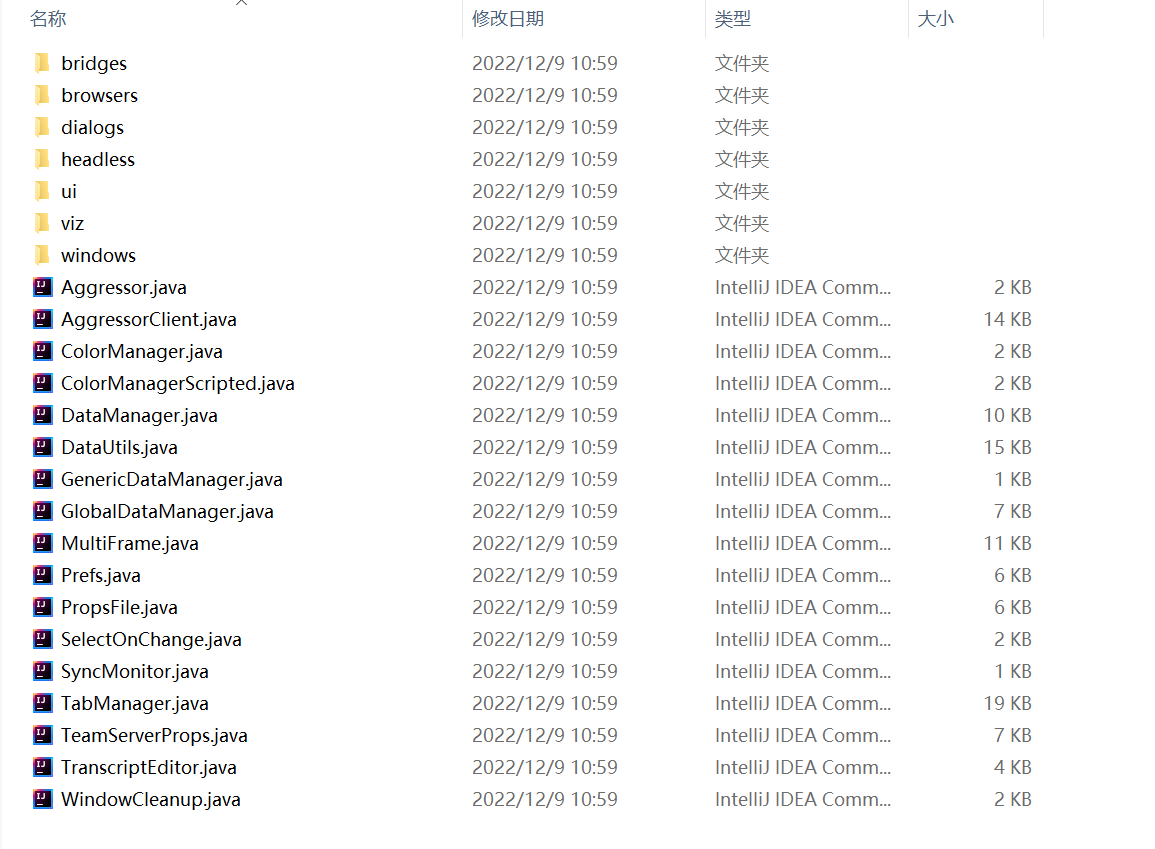 名称 修改日期 类型 大小
bridges 2022/12/9 10:59 文件夹
browsers 2022/12/9 10:59 文件夹
dialogs 2022/12/9 10:59 文件夹
headless 2022/12/9 10:59 文件夹
ui 2022/12/9 10:59 文件夹
viz 2022/12/9 10:59 文件夹
windows 2022/12/9 10:59 文件夹
Aggressor.java 2022/12/9 10:59 IntelliJ IDEA Comm... 2 KB
AggressorClient.java 2022/12/9 10:59 IntelliJ IDEA Comm... 14 KB
ColorManager.java 2022/12/9 10:59 IntelliJ IDEA Comm... 2 KB
ColorManagerScripted.java 2022/12/9 10:59 IntelliJ IDEA Comm... 2 KB
DataManager.java 2022/12/9 10:59 IntelliJ IDEA Comm... 10 KB
DataUtils.java 2022/12/9 10:59 IntelliJ IDEA Comm... 15 KB
GenericDataManager.java 2022/12/9 10:59 IntelliJ IDEA Comm... 1 KB
GlobalDataManager.java 2022/12/9 10:59 IntelliJ IDEA Comm... 7 KB
MultiFrame.java 2022/12/9 10:59 IntelliJ IDEA Comm... 11 KB
Prefs.java 2022/12/9 10:59 IntelliJ IDEA Comm... 6 KB
PropsFile.java 2022/12/9 10:59 IntelliJ IDEA Comm... 6 KB
SelectOnChange.java 2022/12/9 10:59 IntelliJ IDEA Comm... 2 KB
SyncMonitor.java 2022/12/9 10:59 IntelliJ IDEA Comm... 1 KB
TabManager.java 2022/12/9 10:59 IntelliJ IDEA Comm... 19 KB
TeamServerProps.java 2022/12/9 10:59 IntelliJ IDEA Comm... 7 KB
TranscriptEditor.java 2022/12/9 10:59 IntelliJ IDEA Comm... 4 KB
WindowCleanup.java 2022/12/9 10:59 IntelliJ IDEA Comm... 2 KB